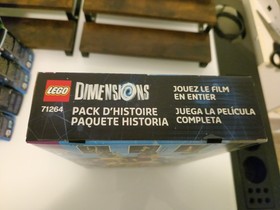 LEGO
71264
DIMENSIONS
PACK D'HISTOIRE
PAQUETE HISTORIA
JOUEZ LE FILM
EN ENTIER
JUEGA LA PELÍCULA
COMPLETA